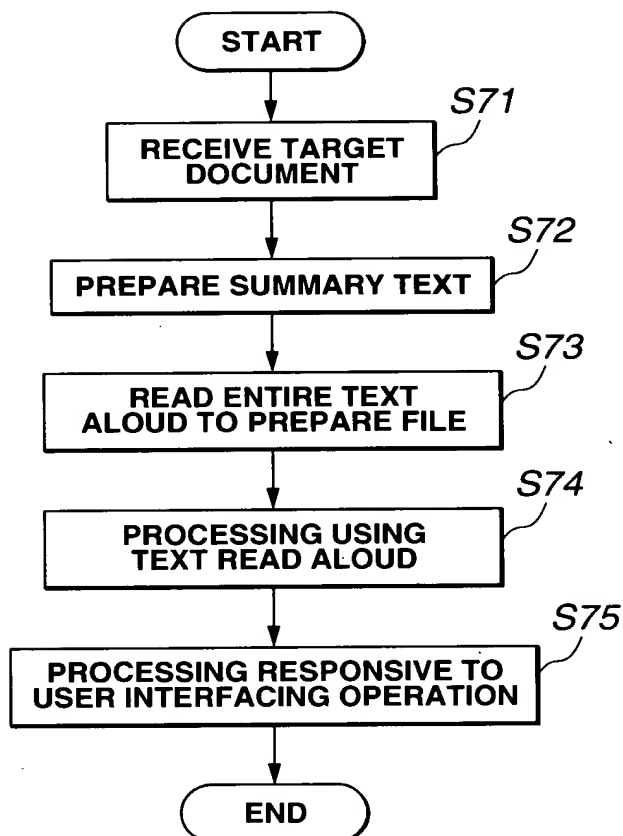 START
S71
RECEIVE TARGET
DOCUMENT
S72
PREPARE SUMMARY TEXT
S73
READ ENTIRE TEXT
ALOUD TO PREPARE FILE
S74
PROCESSING USING
TEXT READ ALOUD
S75
PROCESSING RESPONSIVE TO
USER INTERFACING OPERATION
END